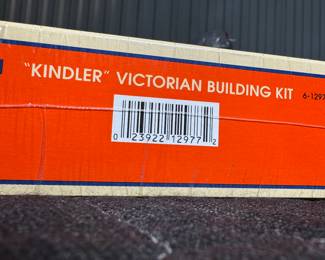 "KINDLER" VICTORIAN BUILDING KIT
0 23922 12977 2